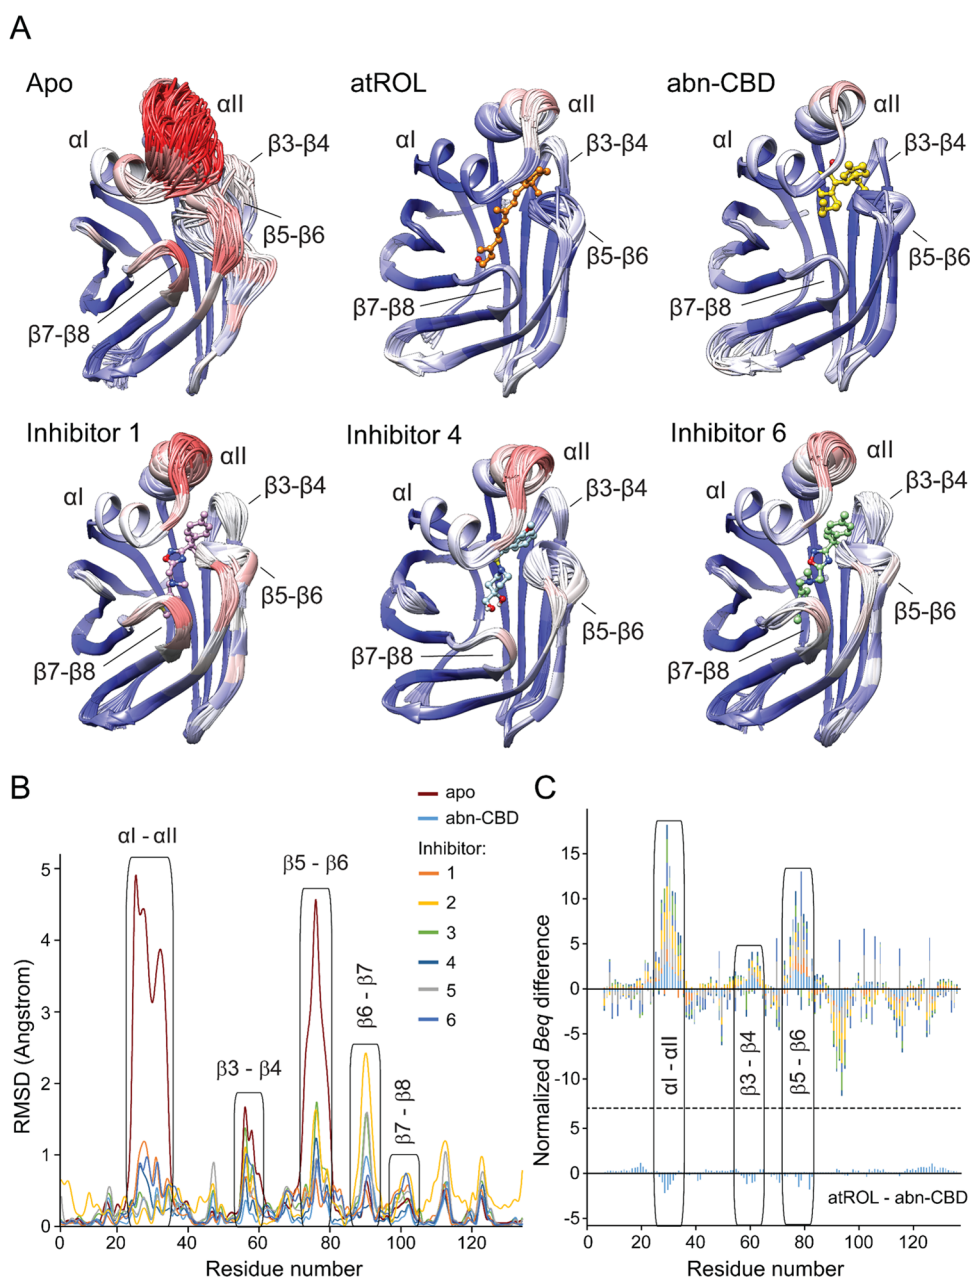 A
Apo
αII
αI
β3-β4
β5-β6
β7-β8
atROL
αII
αI
β3-β4
β5-β6
β7-β8
abn-CBD
αII
αI
β3-β4
β5-β6
β7-β8
Inhibitor 1
αII
αI
β3-β4
β5-β6
β7-β8
Inhibitor 4
αII
αI
β3-β4
β5-β6
β7-β8
Inhibitor 6
αII
αI
β3-β4
β5-β6
β7-β8
B
apo
abn-CBD
Inhibitor:
1
2
3
4
5
6
αI - αII
β3 - β4
β5 - β6
β6 - β7
β7 - β8
RMSD (Angstrom)
5
4
3
2
1
0
0 20 40 60 80 100 120
Residue number
C
Normalized Beq difference
15
10
5
0
-5
-10
5
0
-5
αI - αII
β3 - β4
β5 - β6
atROL - abn-CBD
0 20 40 60 80 100 120
Residue number